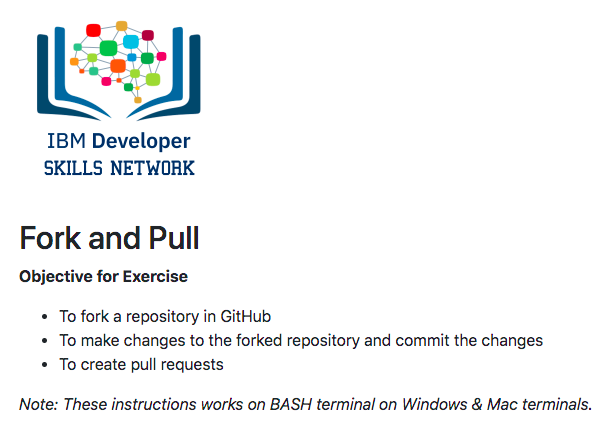 IBM Developer
SKILLS NETWORK
Fork and Pull
Objective for Exercise
• To fork a repository in GitHub
• To make changes to the forked repository and commit the changes
• To create pull requests
Note: These instructions works on BASH terminal on Windows & Mac terminals.